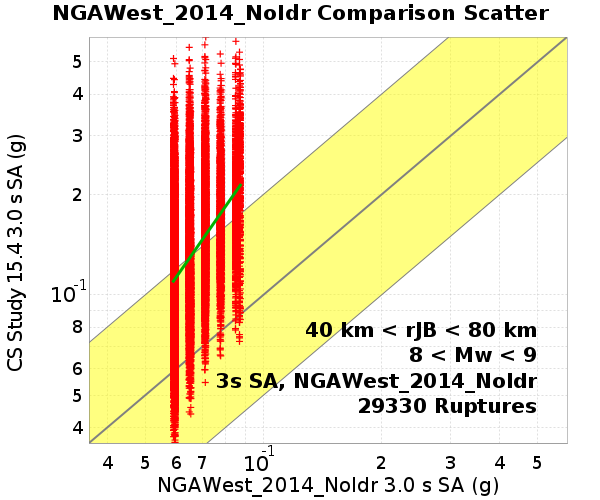 NGAWest_2014_NoIdr Comparison Scatter
CS Study 15.4 3.0 s SA (g)
5
4
3
2
10⁻¹
8
6
5
4
40 km < rJB < 80 km
8 < Mw < 9
3s SA, NGAWest_2014_NoIdr
29330 Ruptures
4 5 6 7 10⁻¹ 2 3 4 5
NGAWest_2014_NoIdr 3.0 s SA (g)